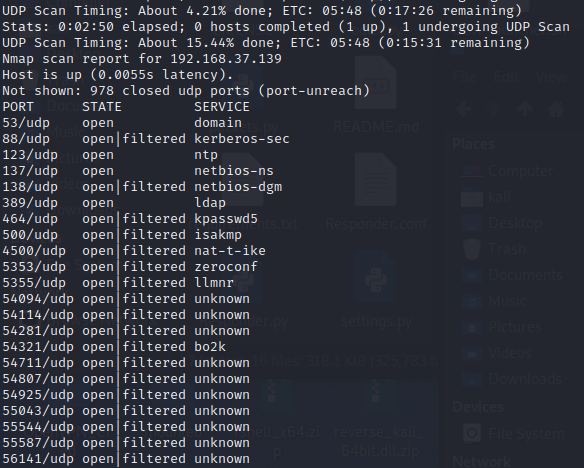 UDP Scan Timing: About 4.21% done; ETC: 05:48 (0:17:26 remaining)
Stats: 0:02:50 elapsed; 0 hosts completed (1 up), 1 undergoing UDP Scan
UDP Scan Timing: About 15.44% done; ETC: 05:48 (0:15:31 remaining)
Nmap scan report for 192.168.37.139
Host is up (0.0055s latency).
Not shown: 978 closed udp ports (port-unreach)
PORT STATE SERVICE
53/udp open domain
88/udp open|filtered kerberos-sec
123/udp open ntp
137/udp open netbios-ns
138/udp open|filtered netbios-dgm
389/udp open ldap
464/udp open|filtered kpasswd5
500/udp open|filtered isakmp
4500/udp open|filtered nat-t-ike
5353/udp open|filtered zeroconf
5355/udp open|filtered llmnr
54094/udp open|filtered unknown
54114/udp open|filtered unknown
54281/udp open|filtered unknown
54321/udp open|filtered bo2k
54711/udp open|filtered unknown
54807/udp open|filtered unknown
54925/udp open|filtered unknown
55043/udp open|filtered unknown
55544/udp open|filtered unknown
55587/udp open|filtered unknown
56141/udp open|filtered unknown
File Edit View
README.md
Responder.conf
settings.py
Places
Computer
kali
Desktop
Trash
Documents
Music
Pictures
Videos
Downloads
Devices
File System
Network